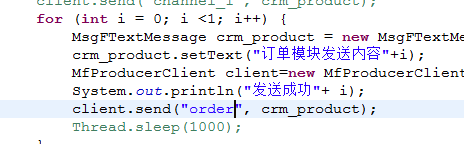 client.send("channel_1", crm_product);
for (int i = 0; i <1; i++) {
MsgFTextMessage crm_product = new MsgFTextM
crm_product.setText("订单模块发送内容"+i);
MfProducerClient client=new MfProducerClient
System.out.println("发送成功"+ i);
client.send("order", crm_product);
Thread.sleep(1000);
}